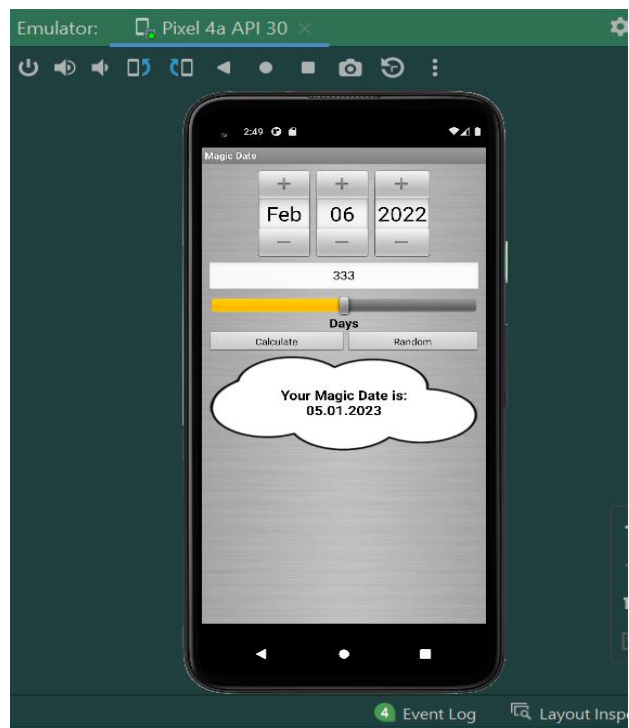 Emulator: Pixel 4a API 30
2:49
Magic Date
Feb 06 2022
333
Days
Calculate Random
Your Magic Date is:
05.01.2023
4 Event Log Layout Inspe